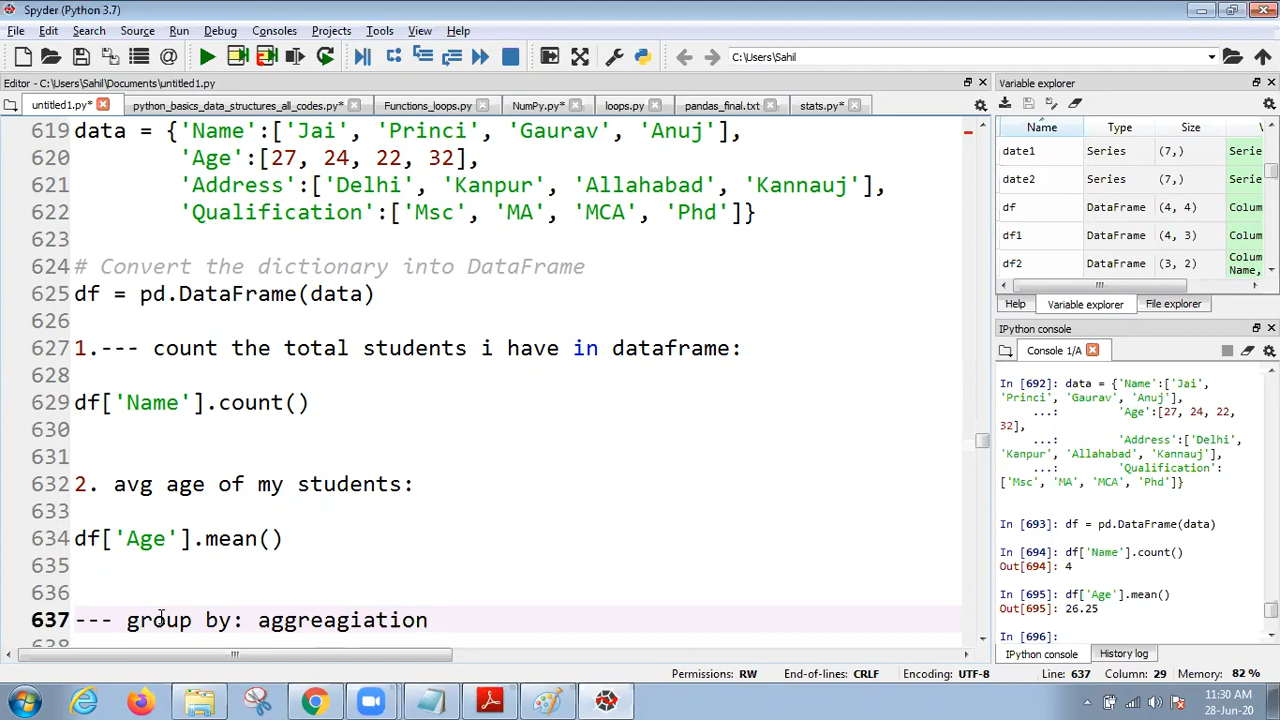 Spyder (Python 3.7)
File Edit Search Source Run Debug Consoles Projects Tools View Help
C:\Users\Sahil
Editor - C:\Users\Sahil\Documents\untitled1.py
untitled1.py* python_basics_data_structures_all_codes.py* Functions_loops.py NumPy.py* loops.py pandas_final.txt stats.py*
619 data = {'Name':['Jai', 'Princi', 'Gaurav', 'Anuj'],
620 'Age':[27, 24, 22, 32],
621 'Address':['Delhi', 'Kanpur', 'Allahabad', 'Kannauj'],
622 'Qualification':['Msc', 'MA', 'MCA', 'Phd']}
623
624 # Convert the dictionary into DataFrame
625 df = pd.DataFrame(data)
626
627 1.--- count the total students i have in dataframe:
628
629 df['Name'].count()
630
631
632 2. avg age of my students:
633
634 df['Age'].mean()
635
636
637 --- group by: aggreagiation
638
Variable explorer
Name Type Size
date1 Series (7,) Serie
date2 Series (7,) Serie
df DataFrame (4, 4) Colum
df1 DataFrame (4, 3) Colum
df2 DataFrame (3, 2) Colum
Name,
Help Variable explorer File explorer
IPython console
Console 1/A
In [692]: data = {'Name':['Jai',
'Princi', 'Gaurav', 'Anuj'],
...: 'Age':[27, 24, 22,
32],
...: 'Address':['Delhi',
'Kanpur', 'Allahabad', 'Kannauj'],
...: 'Qualification':
['Msc', 'MA', 'MCA', 'Phd']}
In [693]: df = pd.DataFrame(data)
In [694]: df['Name'].count()
Out[694]: 4
In [695]: df['Age'].mean()
Out[695]: 26.25
In [696]:
IPython console History log
Permissions: RW End-of-lines: CRLF Encoding: UTF-8 Line: 637 Column: 29 Memory: 82 %
11:30 AM
28-Jun-20